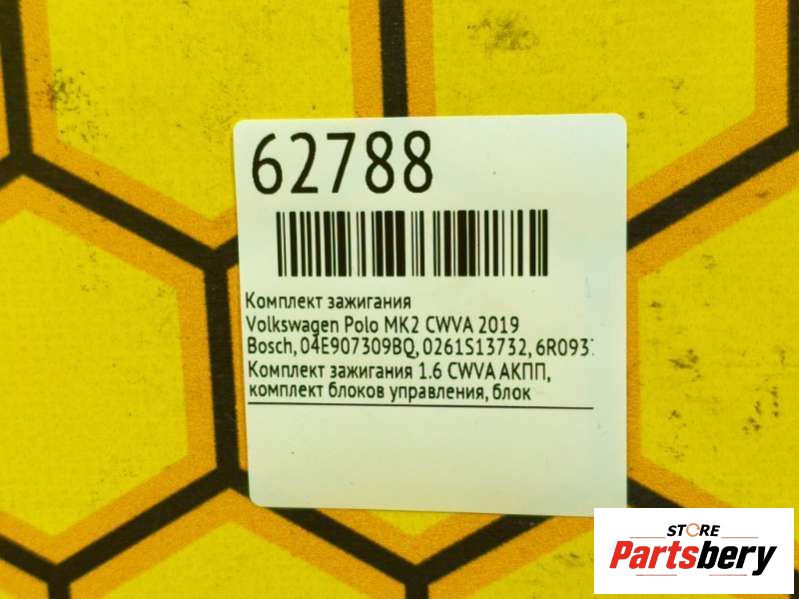 62788
Комплект зажигания
Volkswagen Polo MK2 CWVA 2019
Bosch, 04E907309BQ, 0261S13732, 6R093
Комплект зажигания 1.6 CWVA АКПП,
комплект блоков управления, блок
STORE
Partsbery